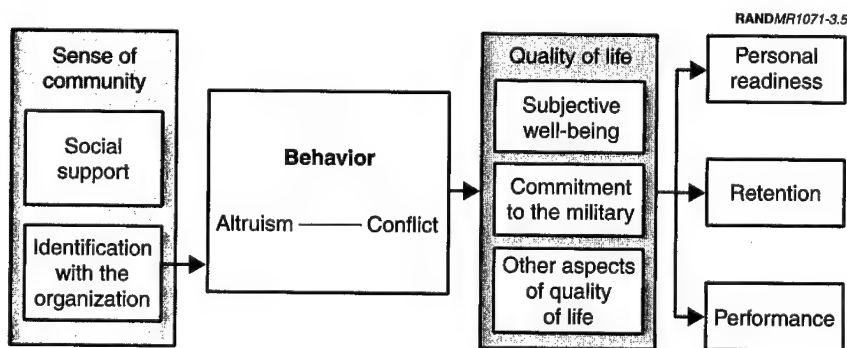 RANDMR1071-3.5
Sense of
community
Social
support
Identification
with the
organization
Behavior
Altruism Conflict
Quality of life
Subjective
well-being
Commitment
to the military
Other aspects
of quality
of life
Personal
readiness
Retention
Performance